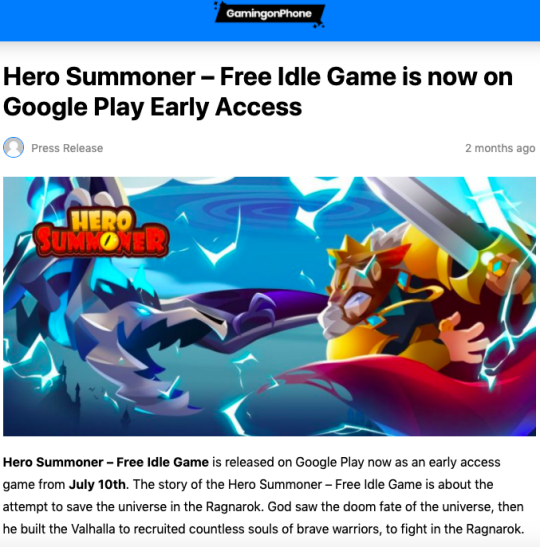 GamingonPhone
Hero Summoner – Free Idle Game is now on
Google Play Early Access
Press Release
2 months ago
HERO
SUMMONER
Hero Summoner – Free Idle Game is released on Google Play now as an early access
game from July 10th. The story of the Hero Summoner – Free Idle Game is about the
attempt to save the universe in the Ragnarok. God saw the doom fate of the universe, then
he built the Valhalla to recruited countless souls of brave warriors, to fight in the Ragnarok.